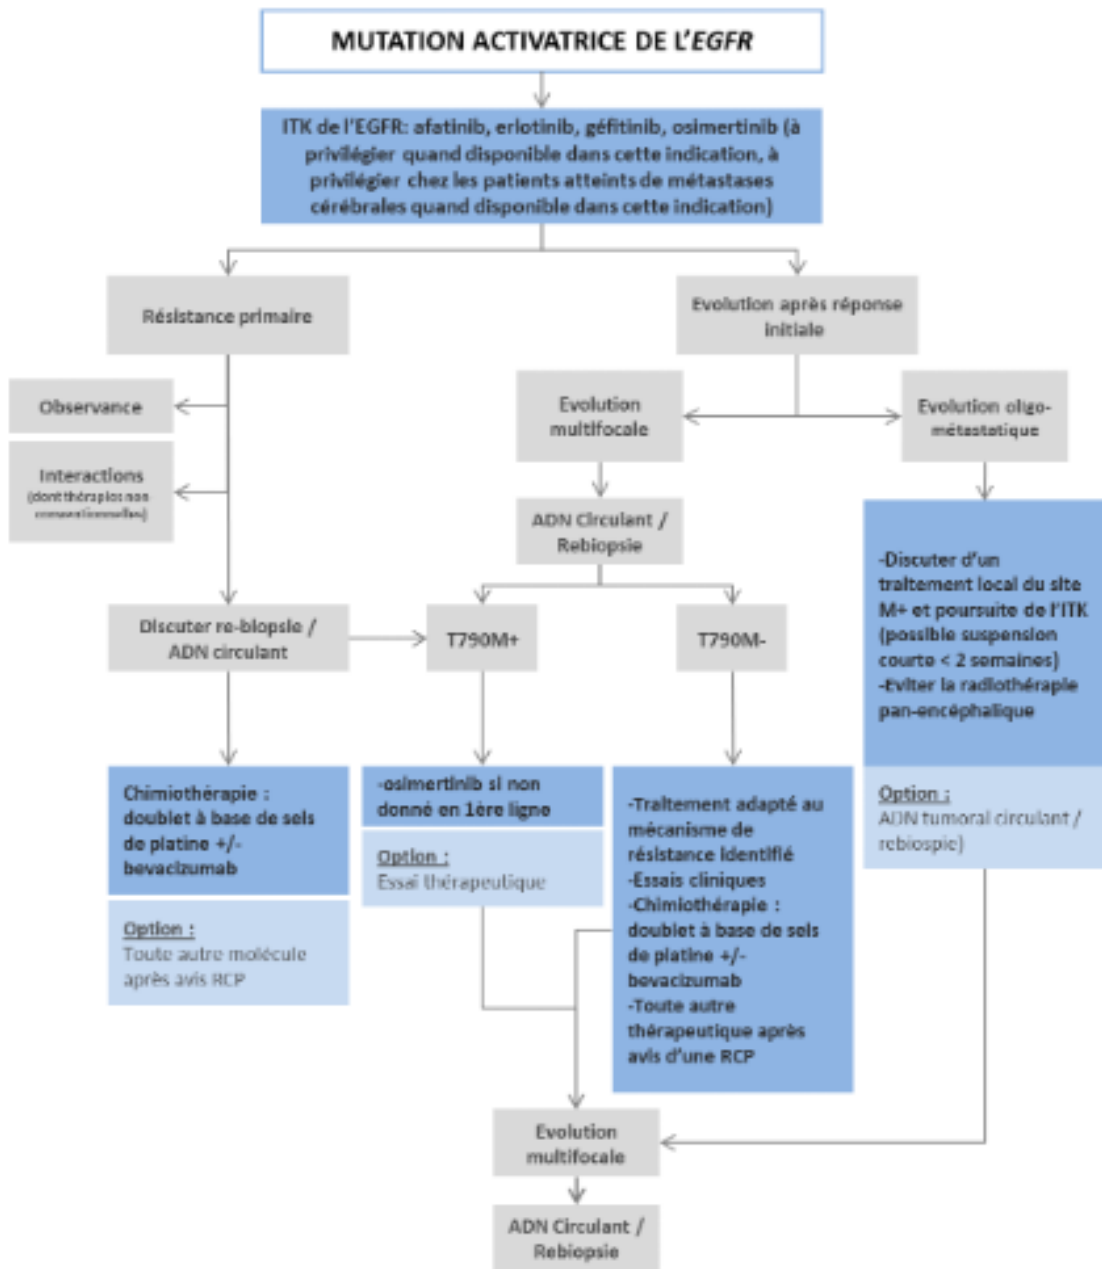 MUTATION ACTIVATRICE DE L'EGFR
ITK de l'EGFR: afatinib, erlotinib, géfitinib, osimertinib (à
privilégier quand disponible dans cette indication, à
privilégier chez les patients atteints de métastases
cérébrales quand disponible dans cette indication)
Résistance primaire
Evolution après réponse
initiale
Observance
Interactions
(dont thérapies non
conventionnelles)
Evolution
multifocale
Evolution oligo-
métastatique
ADN Circulant /
Rebiopsie
Discuter re-biopsie /
ADN circulant
T790M+
T790M-
-Discuter d'un
traitement local du site
M+ et poursuite de l'ITK
(possible suspension
courte < 2 semaines)
-Eviter la radiothérapie
pan-encéphalique
Option :
ADN tumoral circulant /
rebiospie)
Chimiothérapie :
doublet à base de sels
de platine +/-
bevacizumab
Option :
Toute autre molécule
après avis RCP
-osimertinib si non
donné en 1ère ligne
Option :
Essai thérapeutique
-Traitement adapté au
mécanisme de
résistance identifié
-Essais cliniques
-Chimiothérapie :
doublet à base de sels
de platine +/-
bevacizumab
-Toute autre
thérapeutique après
avis d'une RCP
Evolution
multifocale
ADN Circulant /
Rebiopsie